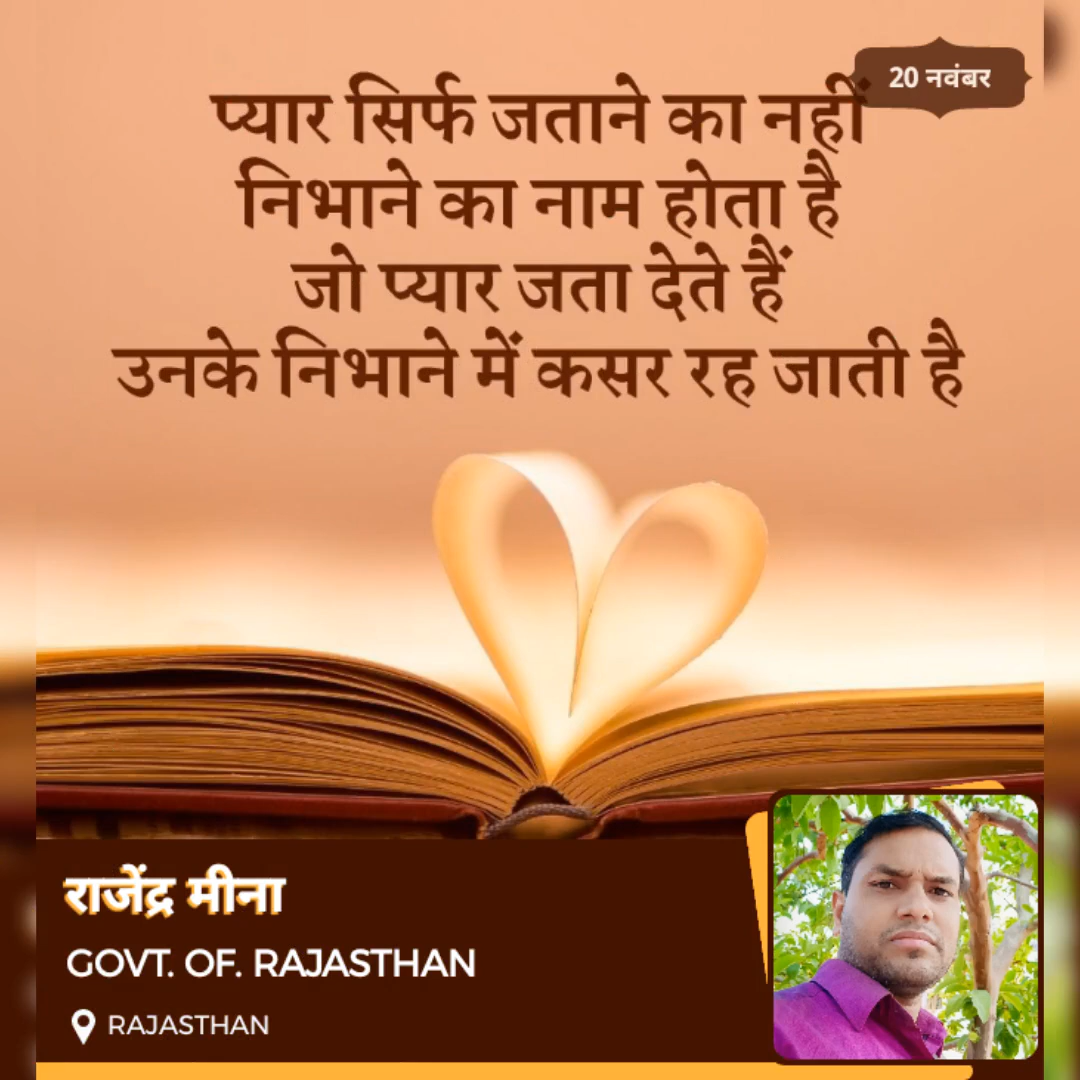 20 नवंबर
प्यार सिर्फ जताने का नहीं
निभाने का नाम होता है
जो प्यार जता देते हैं
उनके निभाने में कसर रह जाती है
राजेंद्र मीना
GOVT. OF. RAJASTHAN
RAJASTHAN